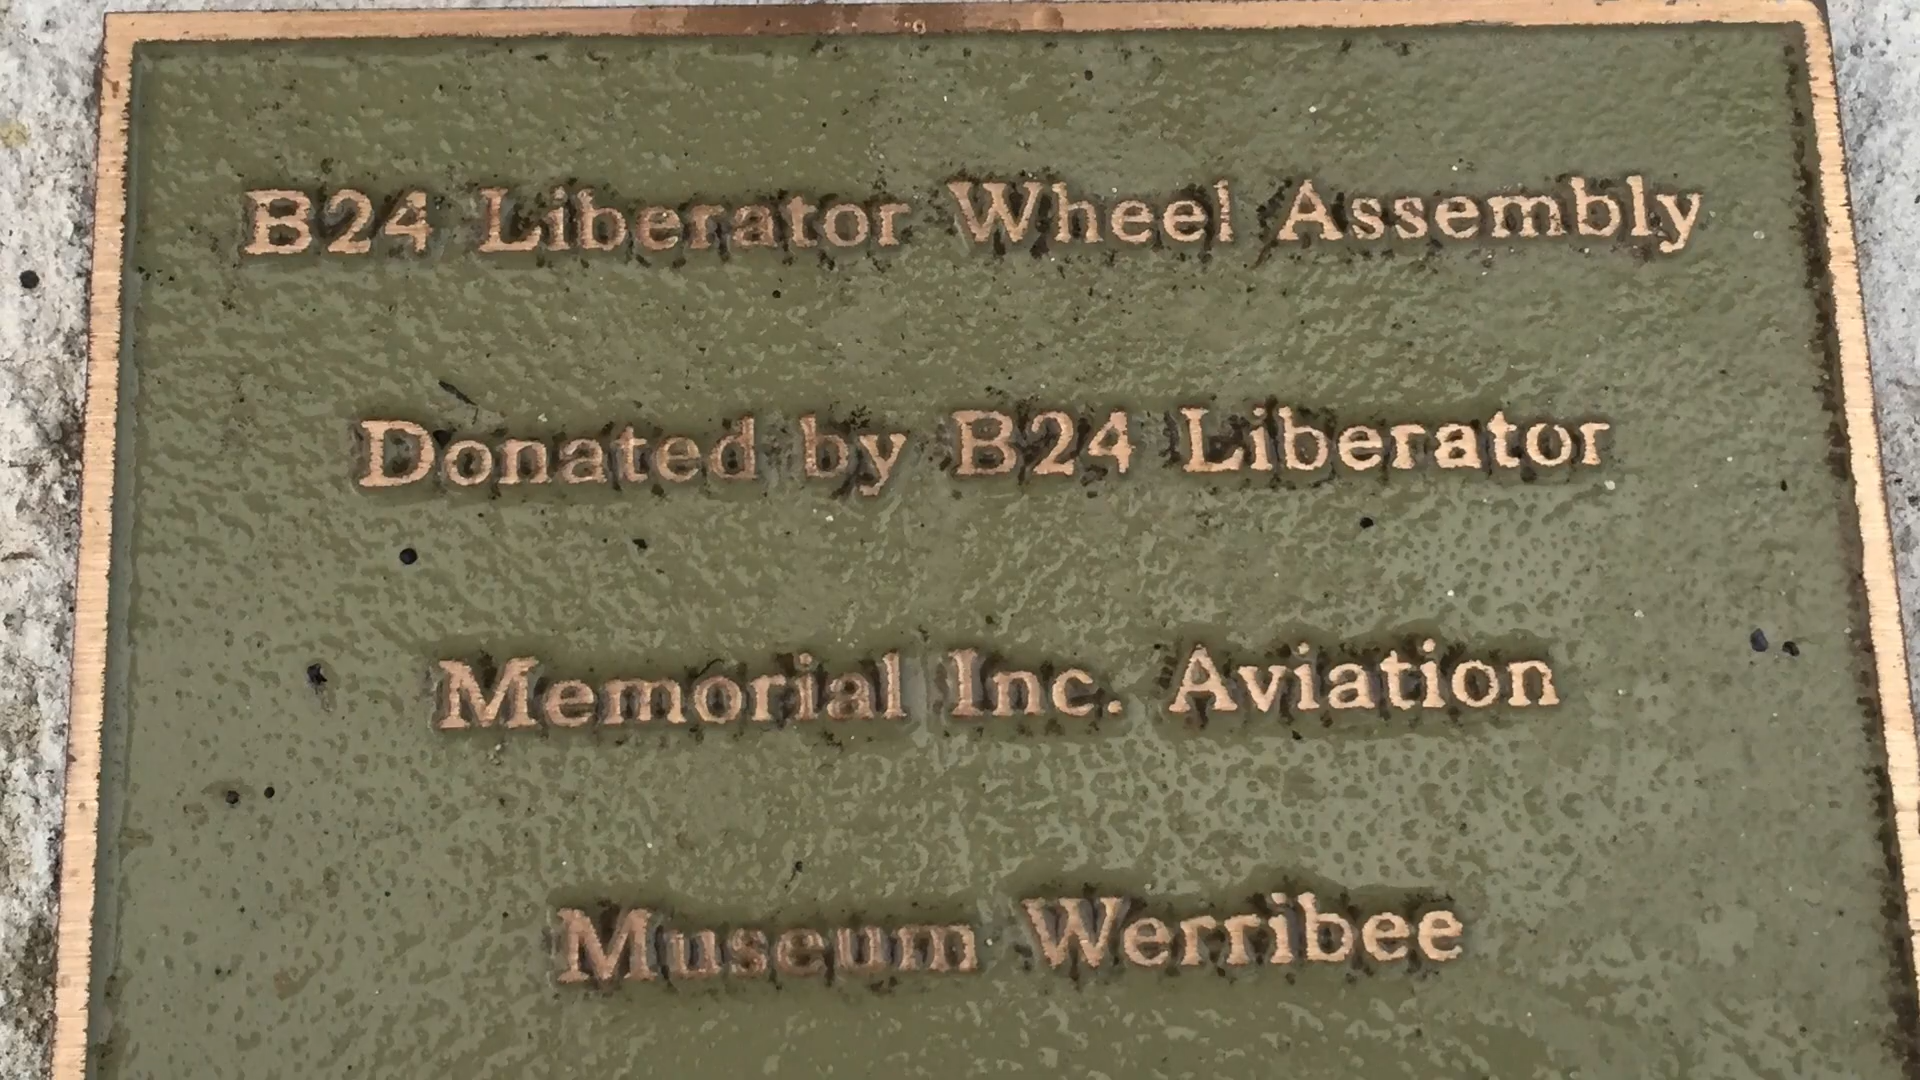 B24 Liberator Wheel Assembly
Donated by B24 Liberator
Memorial Inc. Aviation
Museum Werribee